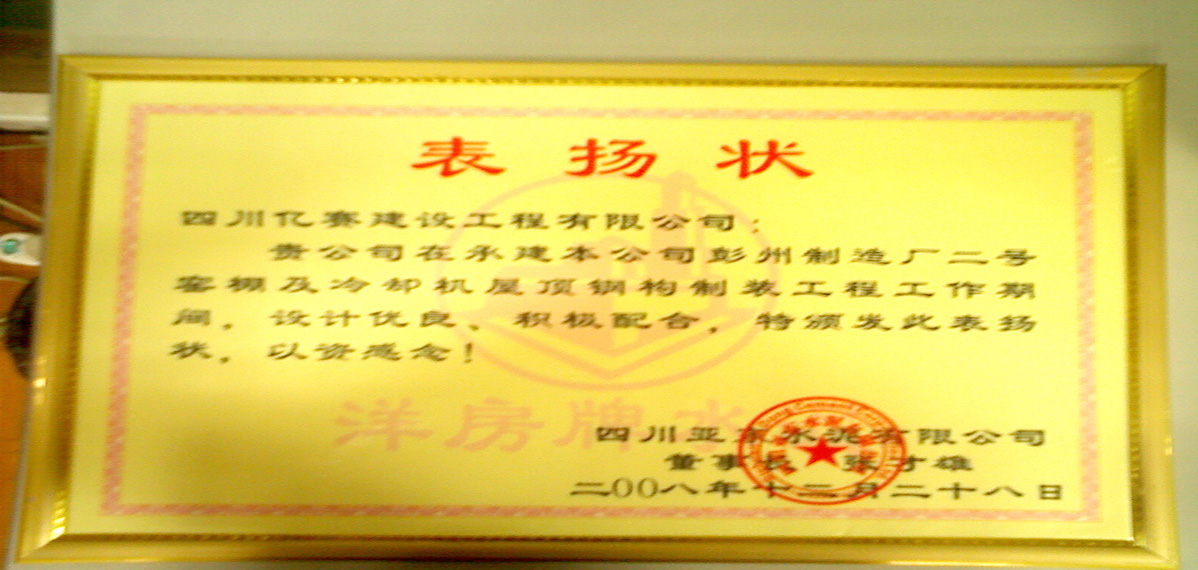 表扬状
四川亿赛建设工程有限公司：
贵公司在承建本公司彭州制造厂二号
窑棚及冷却机屋顶钢构制装工程工作期
间，设计优良、积极配合，特颁发此表扬
状，以资感念！
洋房牌水
四川亚东水泥有限公司
董事长 张才雄
二00八年十二月二十八日